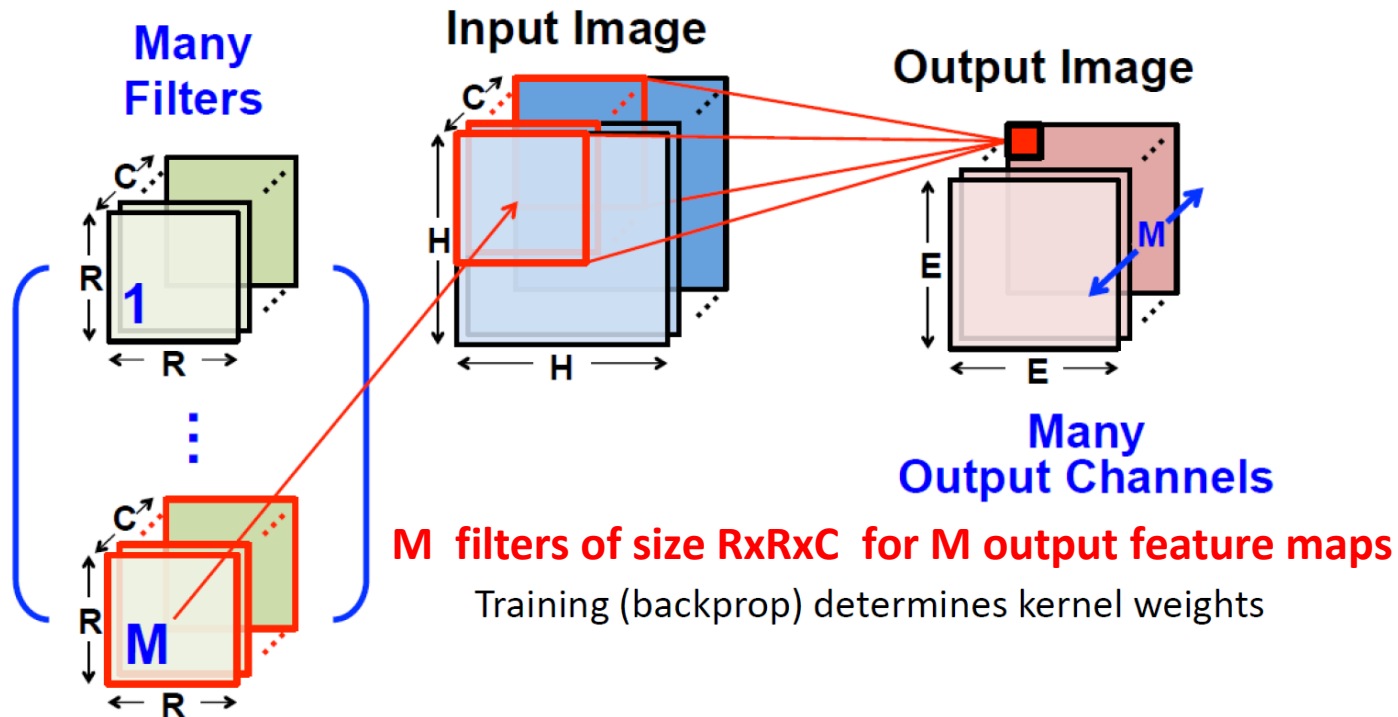 Many
Filters
C
R
1
R
⋮
C
R
M
R
Input Image
C
H
H
Output Image
E
M
E
Many
Output Channels
M filters of size RxRxC for M output feature maps
Training (backprop) determines kernel weights